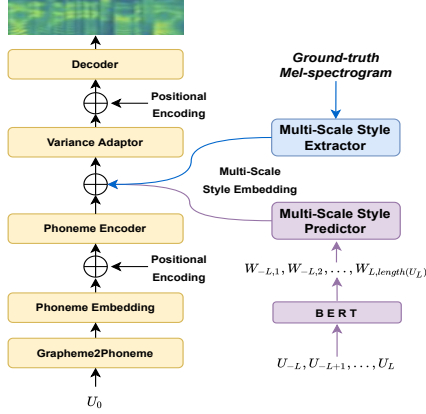 Decoder
Positional
Encoding
Variance Adaptor
Phoneme Encoder
Positional
Encoding
Phoneme Embedding
Grapheme2Phoneme
U_0
Ground-truth
Mel-spectrogram
Multi-Scale Style
Extractor
Multi-Scale
Style Embedding
Multi-Scale Style
Predictor
W_{-L,1}, W_{-L,2}, ..., W_{L,length(U_L)}
BERT
U_{-L}, U_{-L+1}, ..., U_L